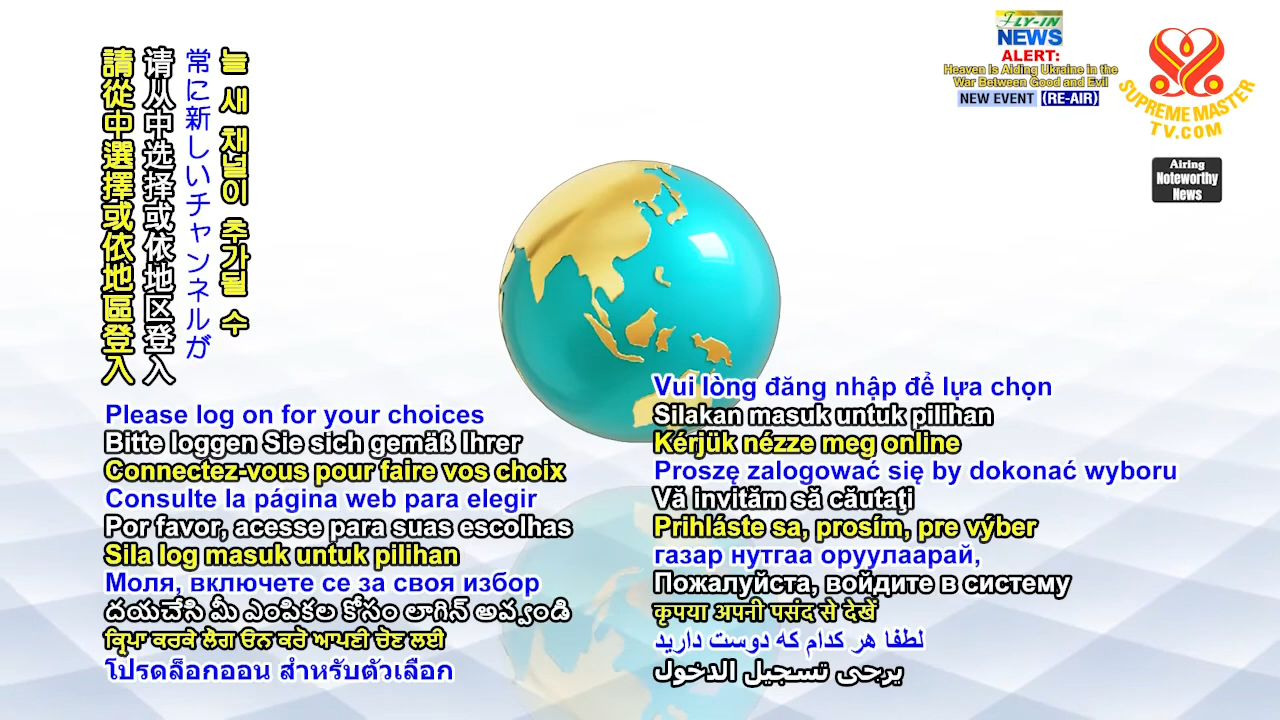 FLY-IN
NEWS
ALERT:
Heaven Is Aiding Ukraine in the
War Between Good and Evil
NEW EVENT (RE-AIR)
SUPREME MASTER
TV.COM
Airing
Noteworthy
News
늘 새 채널이 추가될 수
常に新しいチャンネルが
请从中选择或依地区登入
請從中選擇或依地區登入
Please log on for your choices
Bitte loggen Sie sich gemäß Ihrer
Connectez-vous pour faire vos choix
Consulte la página web para elegir
Por favor, acesse para suas escolhas
Sila log masuk untuk pilihan
Моля, включете се за своя избор
దయచేసి మీ ఎంపికల కోసం లాగిన్ అవ్వండి
ਕ੍ਰਿਪਾ ਕਰਕੇ ਲੌਗ ਓਨ ਕਰੋ ਆਪਣੀ ਚੋਣ ਲਈ
โปรดล็อกออน สำหรับตัวเลือก
Vui lòng đăng nhập để lựa chọn
Silakan masuk untuk pilihan
Kérjük nézze meg online
Proszę zalogować się by dokonać wyboru
Vă invităm să căutaţi
Prihláste sa, prosím, pre výber
газар нутгаа оруулаарай,
Пожалуйста, войдите в систему
कृपया अपनी पसंद से देखें
لطفا هر کدام که دوست دارید
يرجى تسجيل الدخول